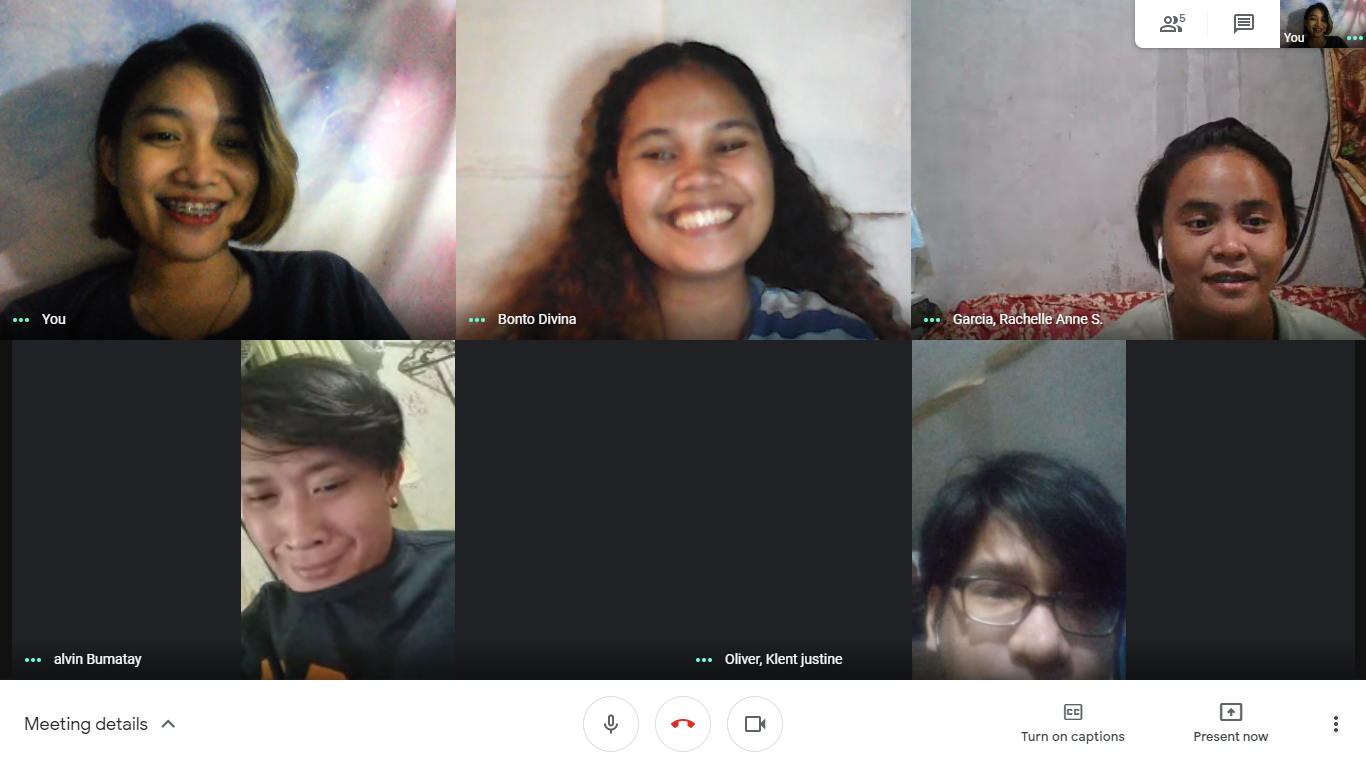 5
You
You
Bonto Divina
Garcia, Rachelle Anne S.
alvin Bumatay
Oliver, Klent justine
Meeting details
CC
Turn on captions
Present now